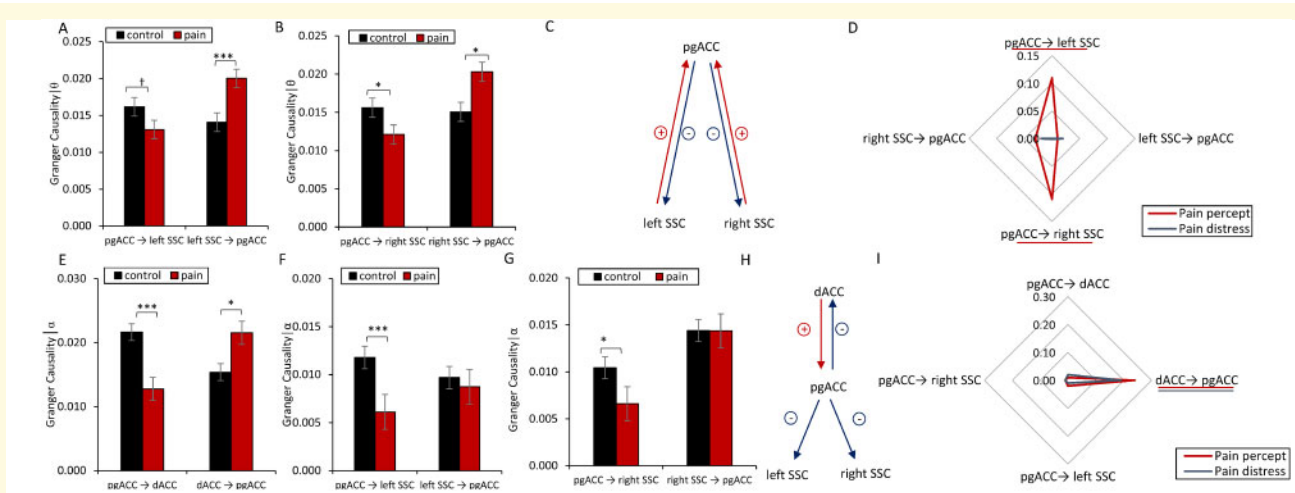 A
control pain
Granger Causality|θ
0.025
0.020
0.015
0.010
0.005
0.000
†
***
pgACC→ left SSC left SSC→ pgACC
B
control pain
Granger Causality|θ
0.025
0.020
0.015
0.010
0.005
0.000
*
*
pgACC→ right SSC right SSC→ pgACC
C
pgACC
+ - - +
left SSC right SSC
D
pgACC→ left SSC
0.15
0.10
0.05
0.00
right SSC→ pgACC
left SSC→ pgACC
pgACC→ right SSC
Pain percept
Pain distress
E
control pain
Granger Causality|α
0.030
0.020
0.010
0.000
***
*
pgACC → dACC dACC → pgACC
F
control pain
Granger Causality|α
0.020
0.015
0.010
0.005
0.000
***
pgACC→ left SSC left SSC→ pgACC
G
control pain
Granger Causality|α
0.020
0.015
0.010
0.005
0.000
*
pgACC→ right SSC right SSC→ pgACC
H
dACC
+ -
pgACC
- -
left SSC right SSC
I
pgACC→ dACC
0.30
0.20
0.10
0.00
pgACC→ right SSC
dACC→ pgACC
pgACC→ left SSC
Pain percept
Pain distress